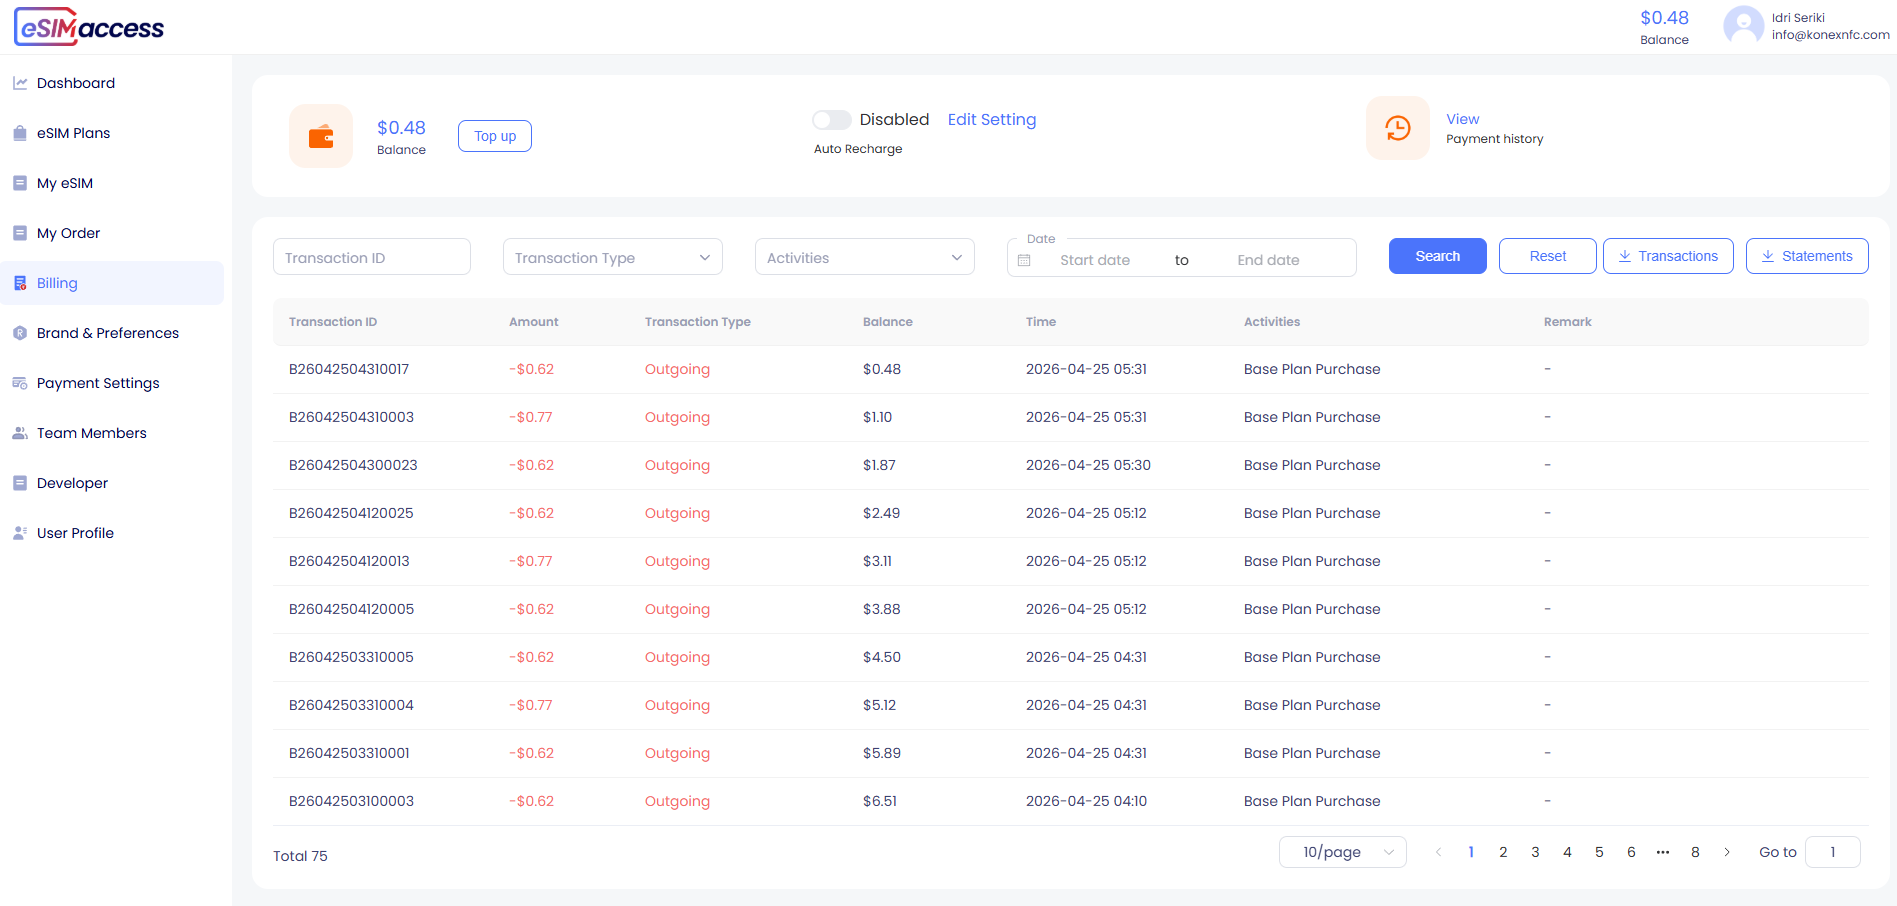 eSIMaccess
$0.48
Balance
Idri Seriki
info@konexnfc.com
Dashboard
eSIM Plans
My eSIM
My Order
Billing
Brand & Preferences
Payment Settings
Team Members
Developer
User Profile
$0.48
Balance
Top up
Disabled Edit Setting
Auto Recharge
View
Payment history
Transaction ID Transaction Type Activities Date Start date to End date Search Reset Transactions Statements
Transaction ID Amount Transaction Type Balance Time Activities Remark
B26042504310017 -$0.62 Outgoing $0.48 2026-04-25 05:31 Base Plan Purchase -
B26042504310003 -$0.77 Outgoing $1.10 2026-04-25 05:31 Base Plan Purchase -
B26042504300023 -$0.62 Outgoing $1.87 2026-04-25 05:30 Base Plan Purchase -
B26042504120025 -$0.62 Outgoing $2.49 2026-04-25 05:12 Base Plan Purchase -
B26042504120013 -$0.77 Outgoing $3.11 2026-04-25 05:12 Base Plan Purchase -
B26042504120005 -$0.62 Outgoing $3.88 2026-04-25 05:12 Base Plan Purchase -
B26042503310005 -$0.62 Outgoing $4.50 2026-04-25 04:31 Base Plan Purchase -
B26042503310004 -$0.77 Outgoing $5.12 2026-04-25 04:31 Base Plan Purchase -
B26042503310001 -$0.62 Outgoing $5.89 2026-04-25 04:31 Base Plan Purchase -
B26042503100003 -$0.62 Outgoing $6.51 2026-04-25 04:10 Base Plan Purchase -
Total 75 10/page 1 2 3 4 5 6 ••• 8 Go to 1